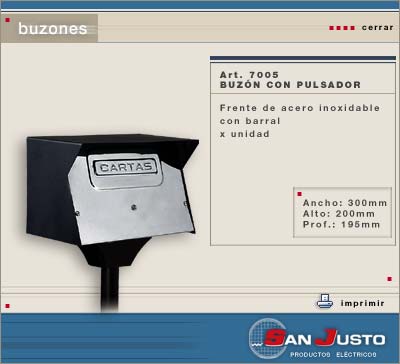 buzones
cerrar
Art. 7005
BUZÓN CON PULSADOR
Frente de acero inoxidable
con barral
x unidad
CARTAS
Ancho: 300mm
Alto: 200mm
Prof.: 195mm
imprimir
SAN JUSTO
PRODUCTOS ELÉCTRICOS